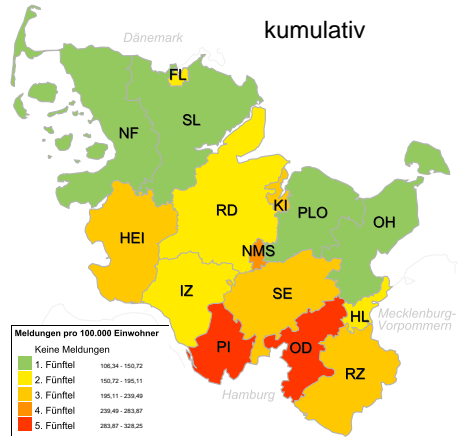 kumulativ
Dänemark
FL
SL
NF
KI
RD
PLO
OH
HEI
NMS
IZ
SE
HL
Mecklenburg-
Vorpommern
PI
OD
RZ
Hamburg
Meldungen pro 100.000 Einwohner
Keine Meldungen
1. Fünftel 106,34 - 150,72
2. Fünftel 150,72 - 195,11
3. Fünftel 195,11 - 239,49
4. Fünftel 239,49 - 283,87
5. Fünftel 283,87 - 328,25